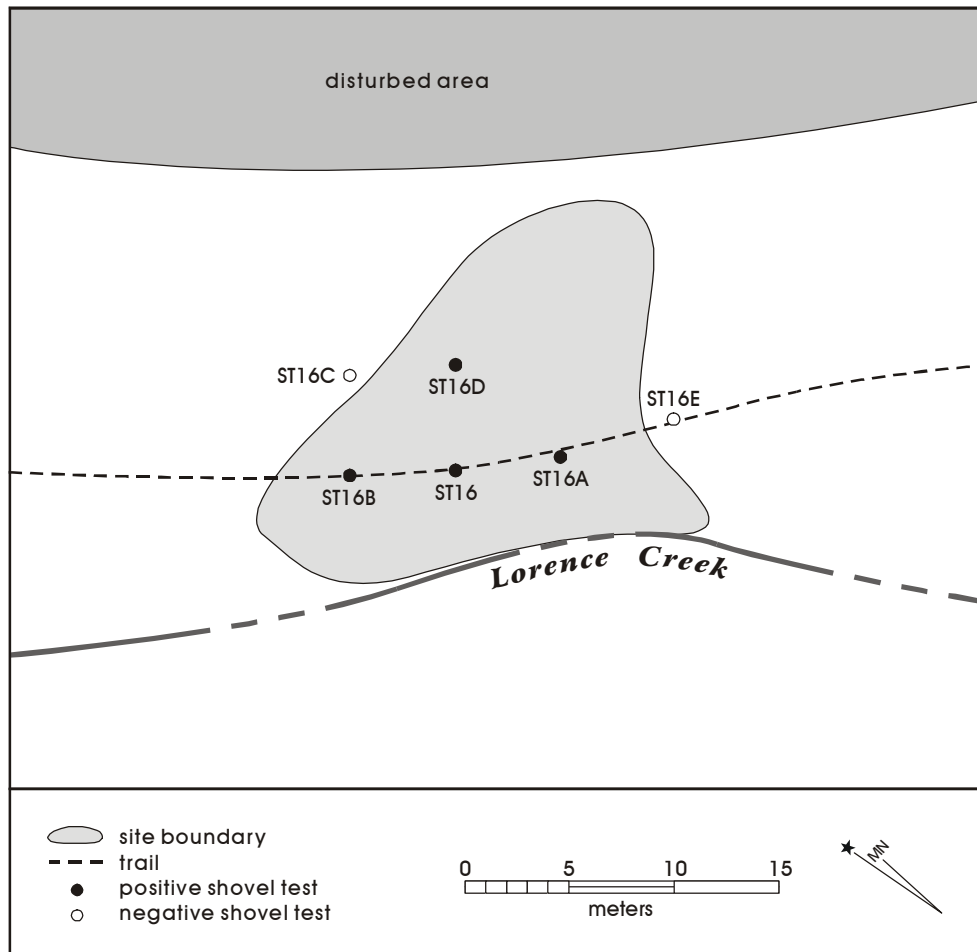 disturbed area
ST16C
ST16D
ST16E
ST16B
ST16
ST16A
Lorence Creek
site boundary
trail
positive shovel test
negative shovel test
0 5 10 15
meters
MN